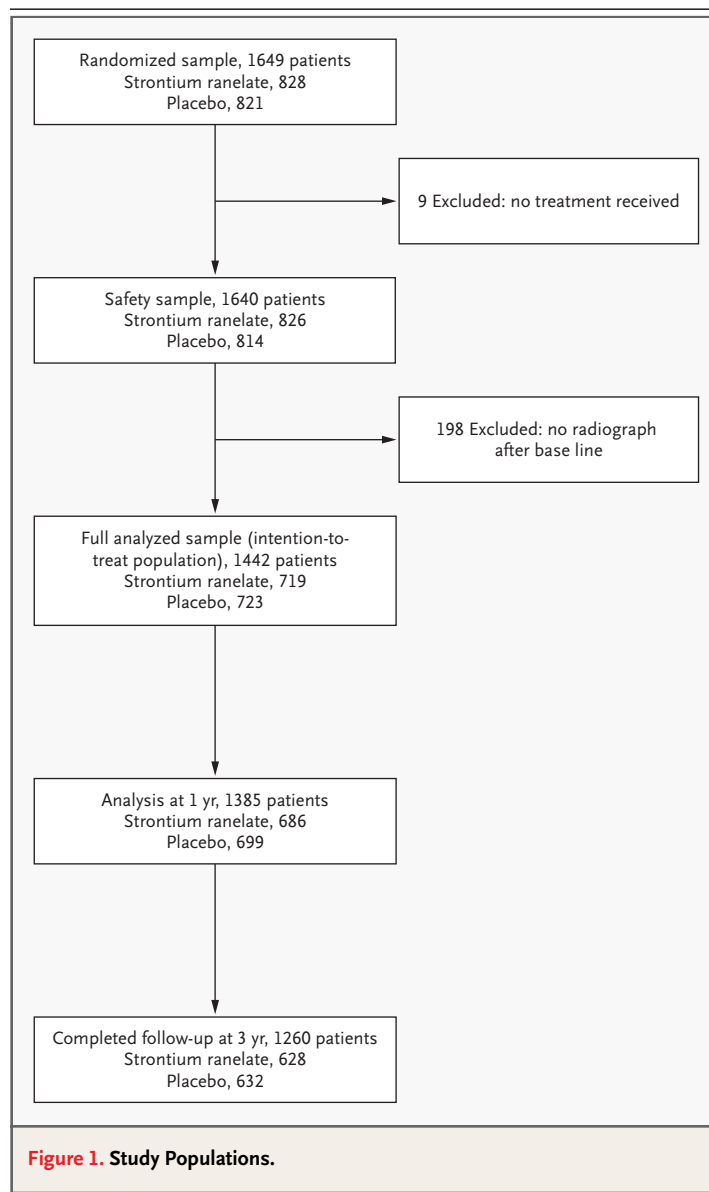 Randomized sample, 1649 patients
Strontium ranelate, 828
Placebo, 821
9 Excluded: no treatment received
Safety sample, 1640 patients
Strontium ranelate, 826
Placebo, 814
198 Excluded: no radiograph
after base line
Full analyzed sample (intention-to-
treat population), 1442 patients
Strontium ranelate, 719
Placebo, 723
Analysis at 1 yr, 1385 patients
Strontium ranelate, 686
Placebo, 699
Completed follow-up at 3 yr, 1260 patients
Strontium ranelate, 628
Placebo, 632
Figure 1. Study Populations.